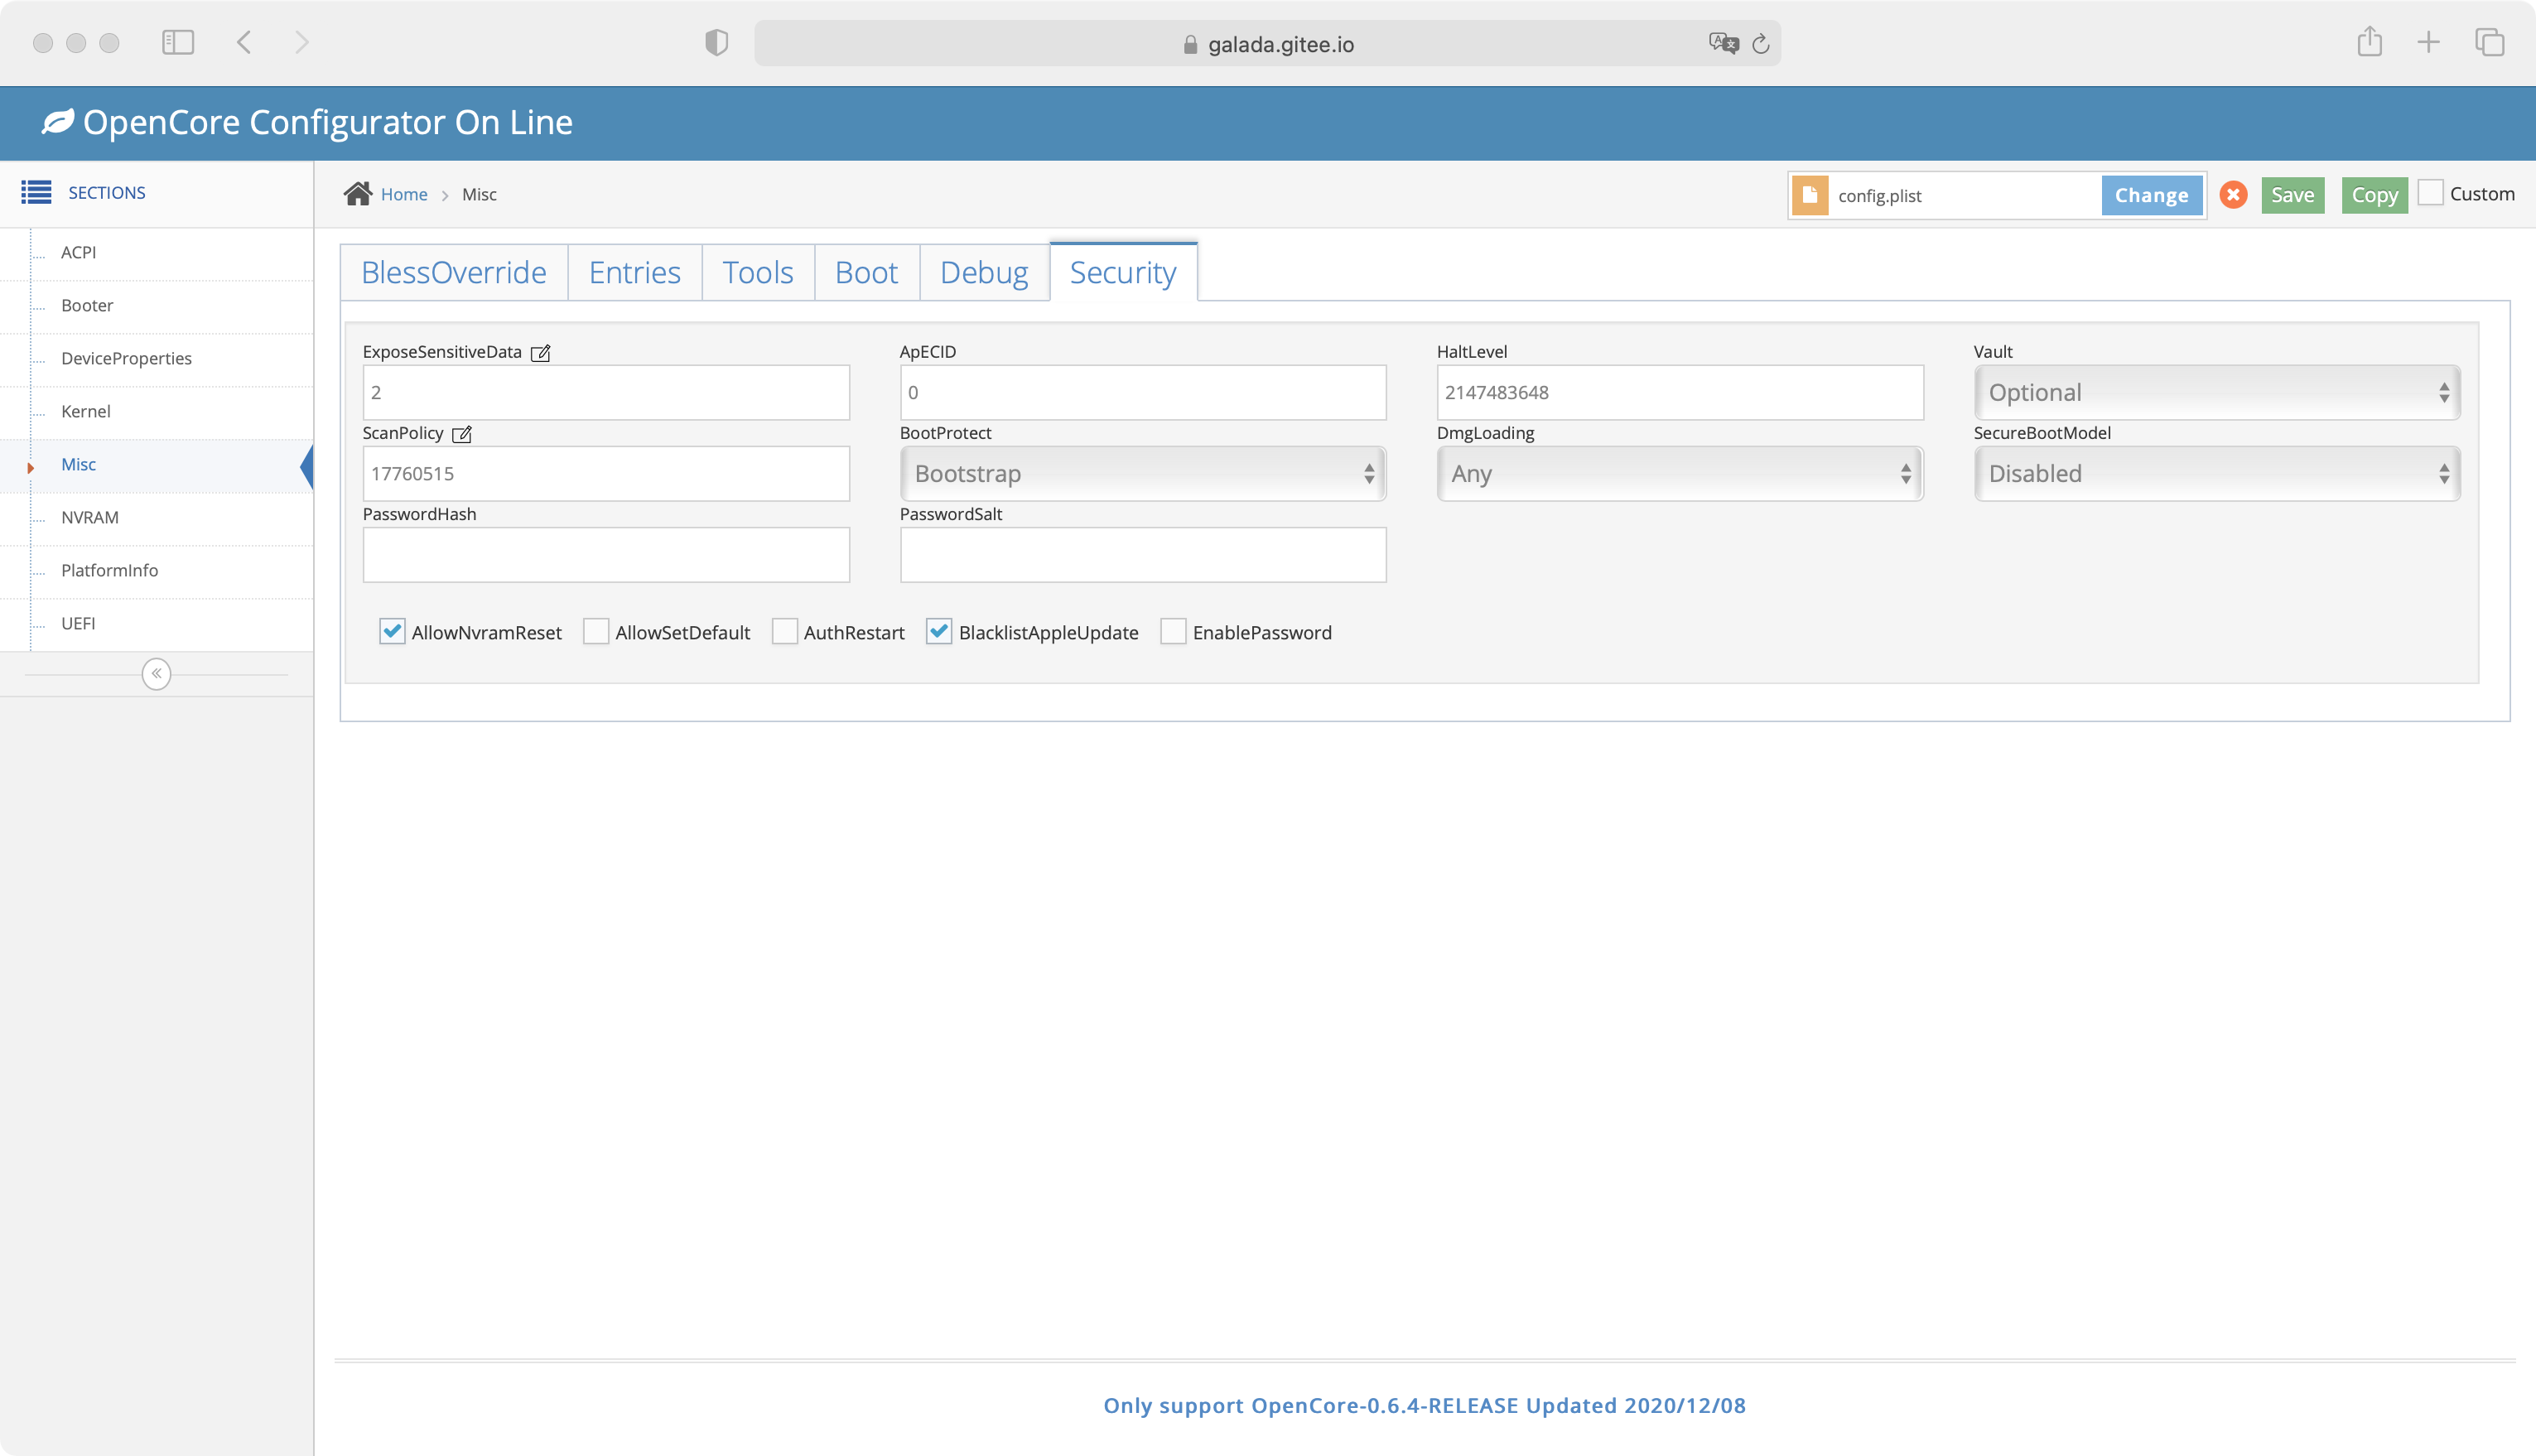 galada.gitee.io
OpenCore Configurator On Line
SECTIONS
Home
Misc
config.plist
Change
Save
Copy
Custom
ACPI
Booter
DeviceProperties
Kernel
Misc
NVRAM
PlatformInfo
UEFI
BlessOverride
Entries
Tools
Boot
Debug
Security
ExposeSensitiveData
2
ApECID
0
HaltLevel
2147483648
Vault
Optional
ScanPolicy
17760515
BootProtect
Bootstrap
DmgLoading
Any
SecureBootModel
Disabled
PasswordHash
PasswordSalt
AllowNvramReset
AllowSetDefault
AuthRestart
BlacklistAppleUpdate
EnablePassword
Only support OpenCore-0.6.4-RELEASE Updated 2020/12/08